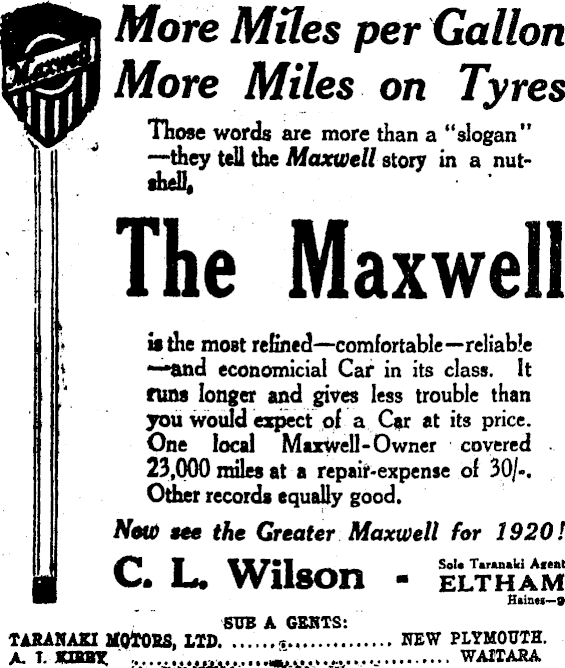 More Miles per Gallon
Maxwell
More Miles on Tyres
Those words are more than a "slogan"
—they tell the Maxwell story in a nut-
shell,
The Maxwell
is the most refined—comfortable—reliable
—and economicial Car in its class. It
runs longer and gives less trouble than
you would expect of a Car at its price.
One local Maxwell-Owner covered
23,000 miles at a repair-expense of 30/-.
Other records equally good.
Now see the Greater Maxwell for 1920!
C. L. Wilson - Sole Taranaki Agent
ELTHAM
Haines—9
SUB AGENTS:
TARANAKI MOTORS, LTD. .................... NEW PLYMOUTH.
A. I. KIRBY, .................... WAITARA